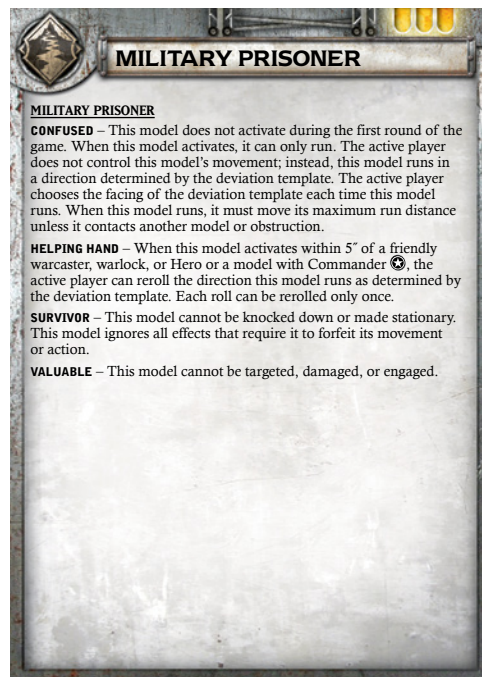 MILITARY PRISONER
MILITARY PRISONER
CONFUSED – This model does not activate during the first round of the
game. When this model activates, it can only run. The active player
does not control this model's movement; instead, this model runs in
a direction determined by the deviation template. The active player
chooses the facing of the deviation template each time this model
runs. When this model runs, it must move its maximum run distance
unless it contacts another model or obstruction.
HELPING HAND – When this model activates within 5˝ of a friendly
warcaster, warlock, or Hero or a model with Commander , the
active player can reroll the direction this model runs as determined by
the deviation template. Each roll can be rerolled only once.
SURVIVOR – This model cannot be knocked down or made stationary.
This model ignores all effects that require it to forfeit its movement
or action.
VALUABLE – This model cannot be targeted, damaged, or engaged.